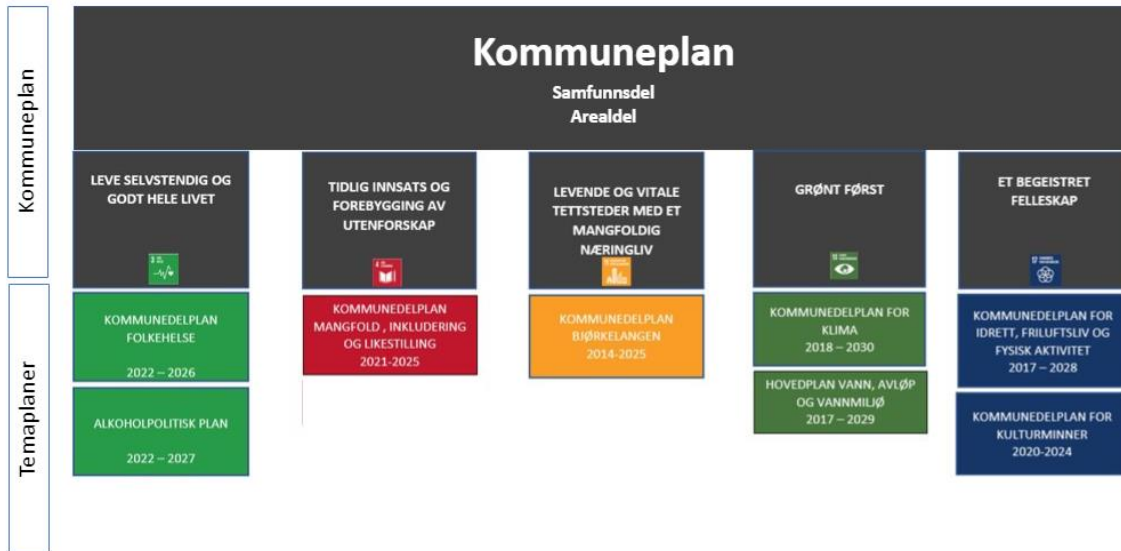 Kommuneplan
Kommuneplan
Samfunnsdel
Arealdel
LEVE SELVSTENDIG OG
GODT HELE LIVET
TIDLIG INNSATS OG
FOREBYGGING AV
UTENFORSKAP
LEVENDE OG VITALE
TETTSTEDER MED ET
MANGFOLDIG
NÆRINGLIV
GRØNT FØRST
ET BEGEISTRET
FELLESKAP
Temaplaner
KOMMUNEDELPLAN
FOLKEHELSE
2022 – 2026
ALKOHOLPOLITISK PLAN
2022 – 2027
KOMMUNEDELPLAN
MANGFOLD , INKLUDERING
OG LIKESTILLING
2021-2025
KOMMUNEDELPLAN
BJØRKELANGEN
2014-2025
KOMMUNEDELPLAN FOR
KLIMA
2018 – 2030
HOVEDPLAN VANN, AVLØP
OG VANNMILJØ
2017 – 2029
KOMMUNEDELPLAN FOR
IDRETT, FRILUFTSLIV OG
FYSISK AKTIVITET
2017 – 2028
KOMMUNEDELPLAN FOR
KULTURMINNER
2020-2024